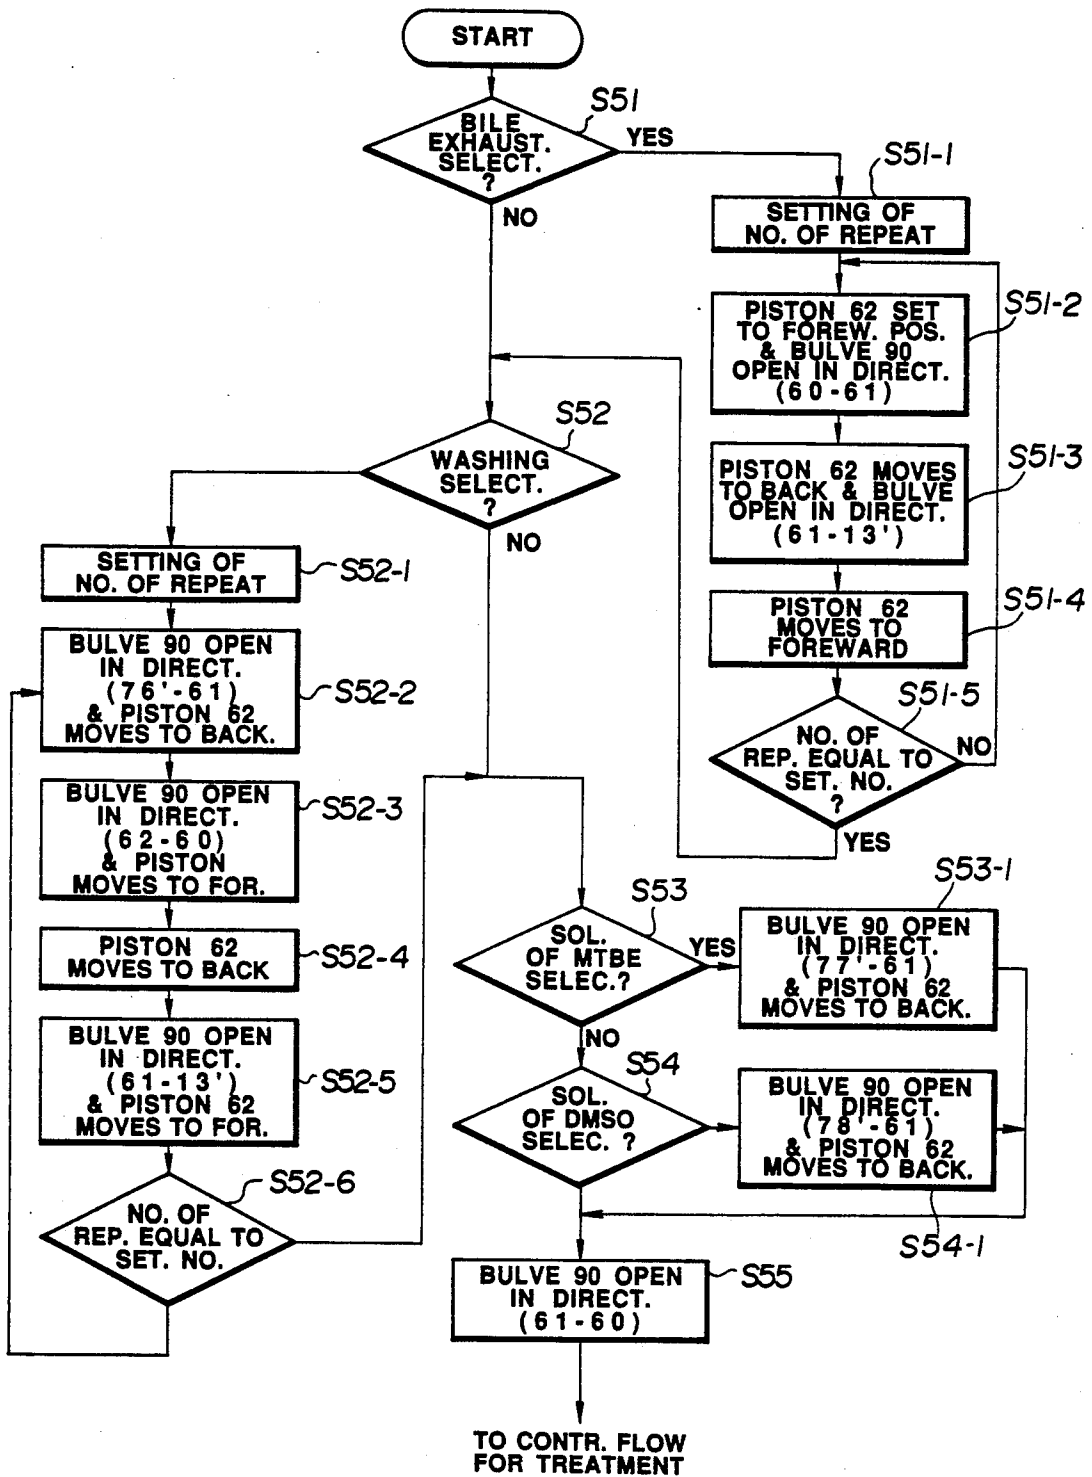 START
S51
BILE
EXHAUST.
SELECT.
?
YES
NO
S51-1
SETTING OF
NO. OF REPEAT
S51-2
PISTON 62 SET
TO FOREW. POS.
& BULVE 90
OPEN IN DIRECT.
(60-61)
S51-3
PISTON 62 MOVES
TO BACK & BULVE
OPEN IN DIRECT.
(61-13')
S51-4
PISTON 62
MOVES TO
FOREWARD
S51-5
NO. OF
REP. EQUAL TO
SET. NO.
?
NO
YES
S52
WASHING
SELECT.
?
NO
SETTING OF
NO. OF REPEAT
S52-1
BULVE 90 OPEN
IN DIRECT.
(76'-61)
& PISTON 62
MOVES TO BACK.
S52-2
BULVE 90 OPEN
IN DIRECT.
(62-60)
& PISTON
MOVES TO FOR.
S52-3
PISTON 62
MOVES TO BACK
S52-4
BULVE 90 OPEN
IN DIRECT.
(61-13')
& PISTON 62
MOVES TO FOR.
S52-5
S52-6
NO. OF
REP. EQUAL TO
SET. NO.
S53
SOL.
OF MTBE
SELEC.?
YES
NO
S53-1
BULVE 90 OPEN
IN DIRECT.
(77'-61)
& PISTON 62
MOVES TO BACK.
S54
SOL.
OF DMSO
SELEC. ?
BULVE 90 OPEN
IN DIRECT.
(78'-61)
& PISTON 62
MOVES TO BACK.
S54-1
BULVE 90 OPEN
IN DIRECT.
(61-60)
S55
TO CONTR. FLOW
FOR TREATMENT